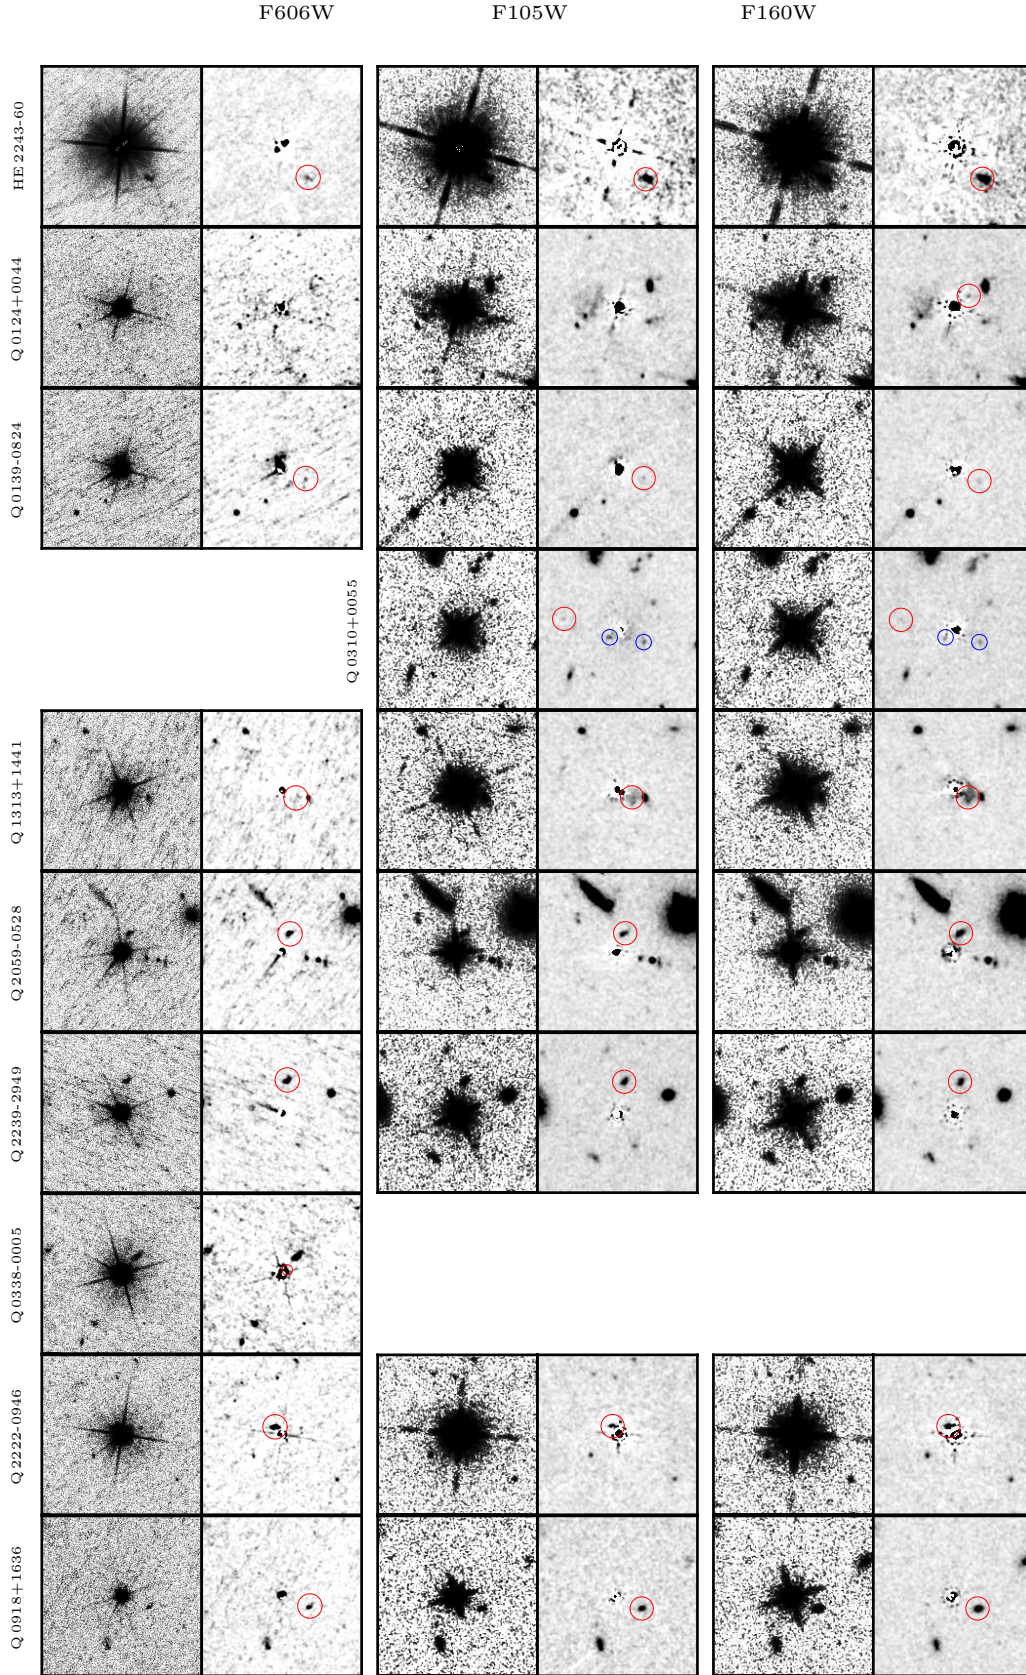 F606W F105W F160W
HE 2243-60
Q 0124+0044
Q 0139-0824
Q 0310+0055
Q 1313+1441
Q 2059-0528
Q 2239-2949
Q 0338-0005
Q 2222-0946
Q 0918+1636